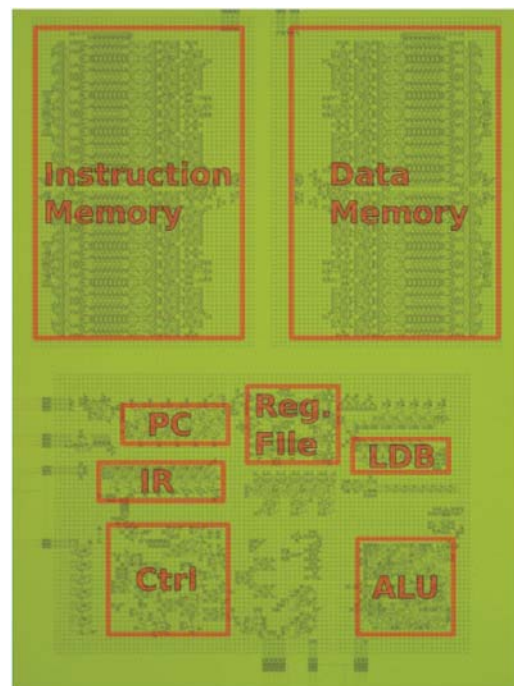 Instruction
Memory
Data
Memory
PC
Reg.
File
LDB
IR
Ctrl
ALU